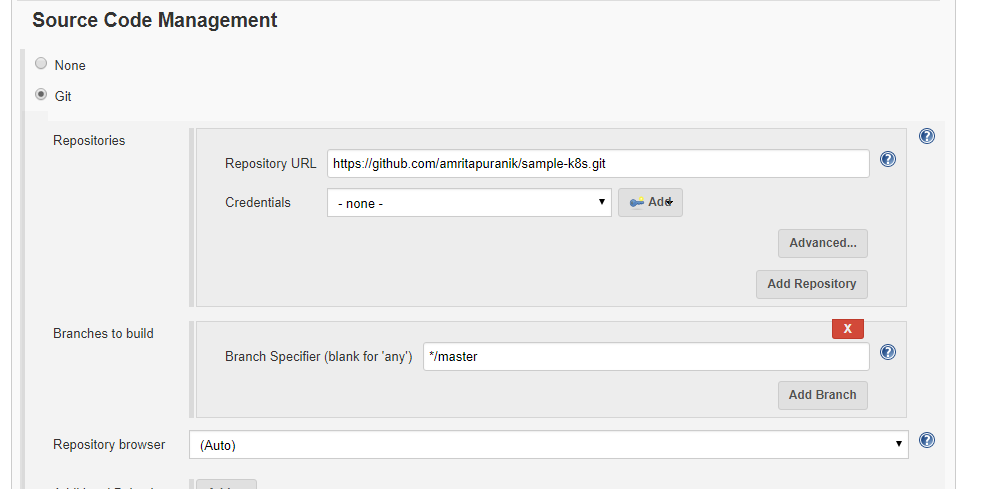 Source Code Management
None
Git
Repositories
Repository URL https://github.com/amritapuranik/sample-k8s.git
Credentials - none - Add
Advanced...
Add Repository
Branches to build
X
Branch Specifier (blank for 'any') */master
Add Branch
Repository browser (Auto)